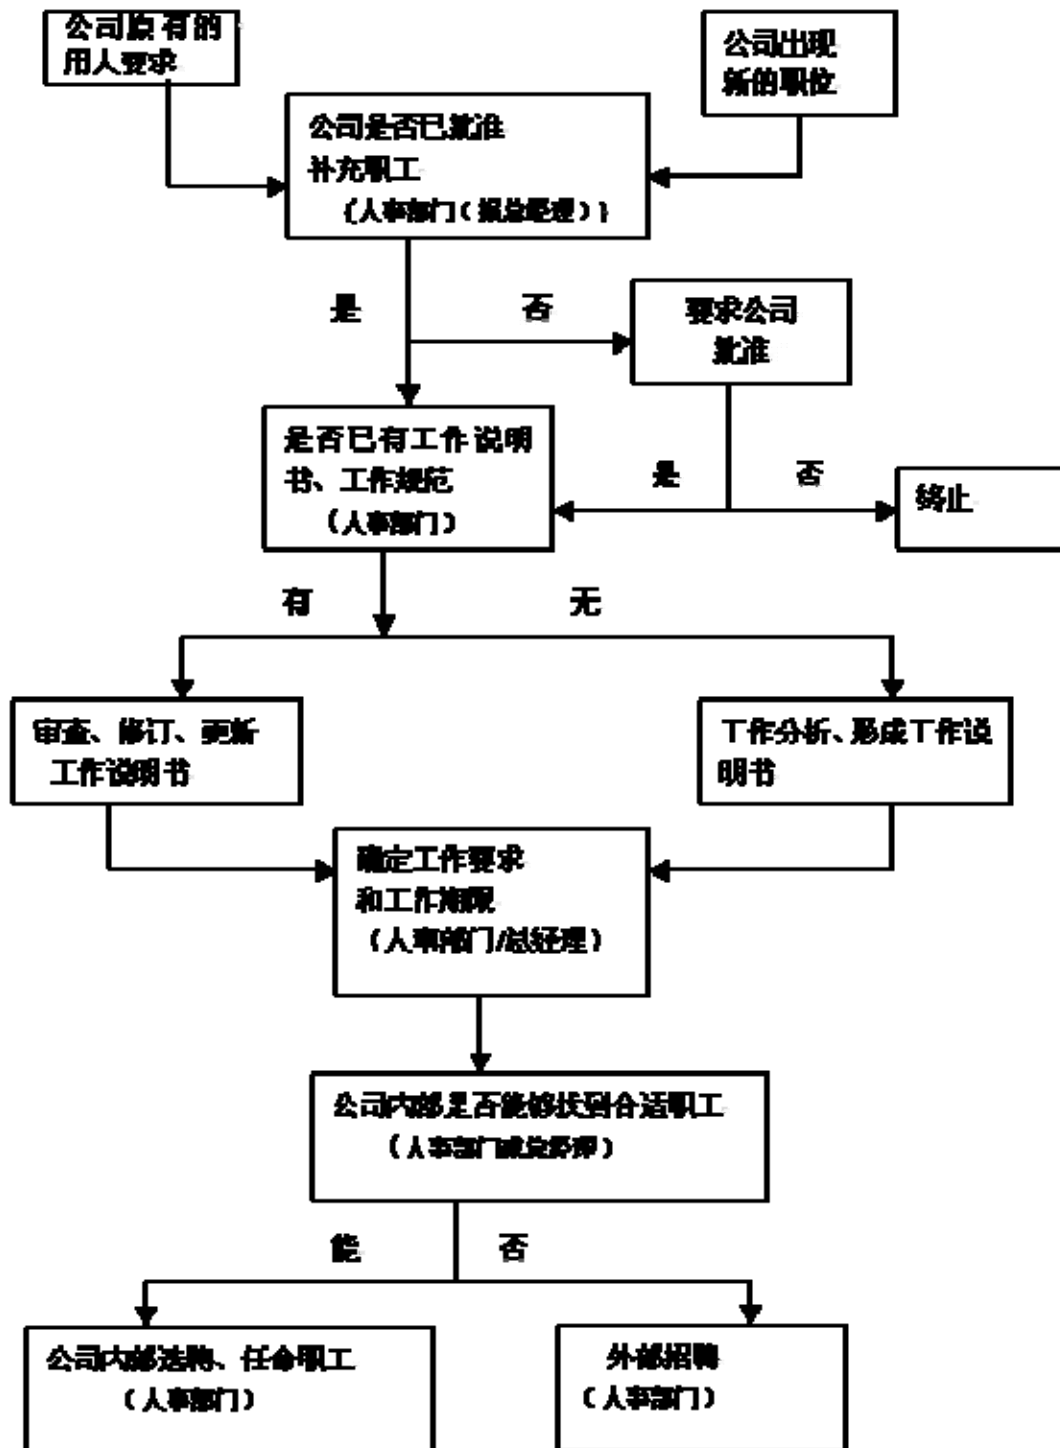 公司原有的
用人要求
公司出现
新的职位
公司是否已批准
补充职工
{人事部门(报总经理)}
是
否
要求公司
批准
是否已有工作说明
书、工作规范
(人事部门)
是
否
终止
有
无
审查、修订、更新
工作说明书
工作分析、形成工作说
明书
确定工作要求
和工作期限
(人事部门/总经理)
公司内部是否能够找到合适职工
(人事部门或总经理)
能
否
公司内部选聘、任命职工
(人事部门)
外部招聘
(人事部门)